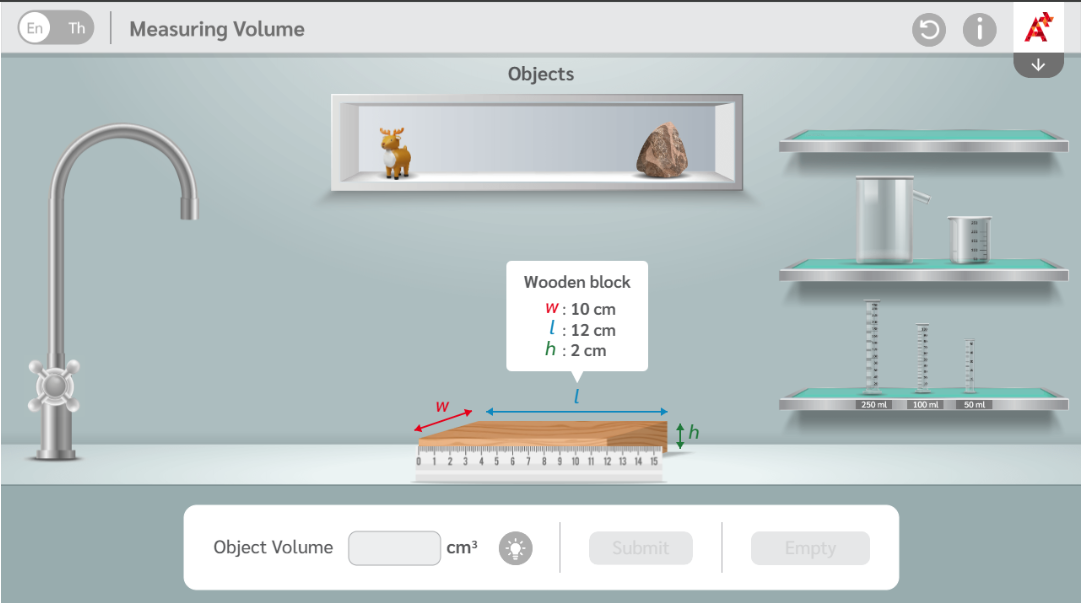 En Th
Measuring Volume
Objects
Wooden block
w : 10 cm
l : 12 cm
h : 2 cm
w
l
h
0 1 2 3 4 5 6 7 8 9 10 11 12 13 14 15
250 ml 100 ml 50 ml
Object Volume cm³
Submit
Empty